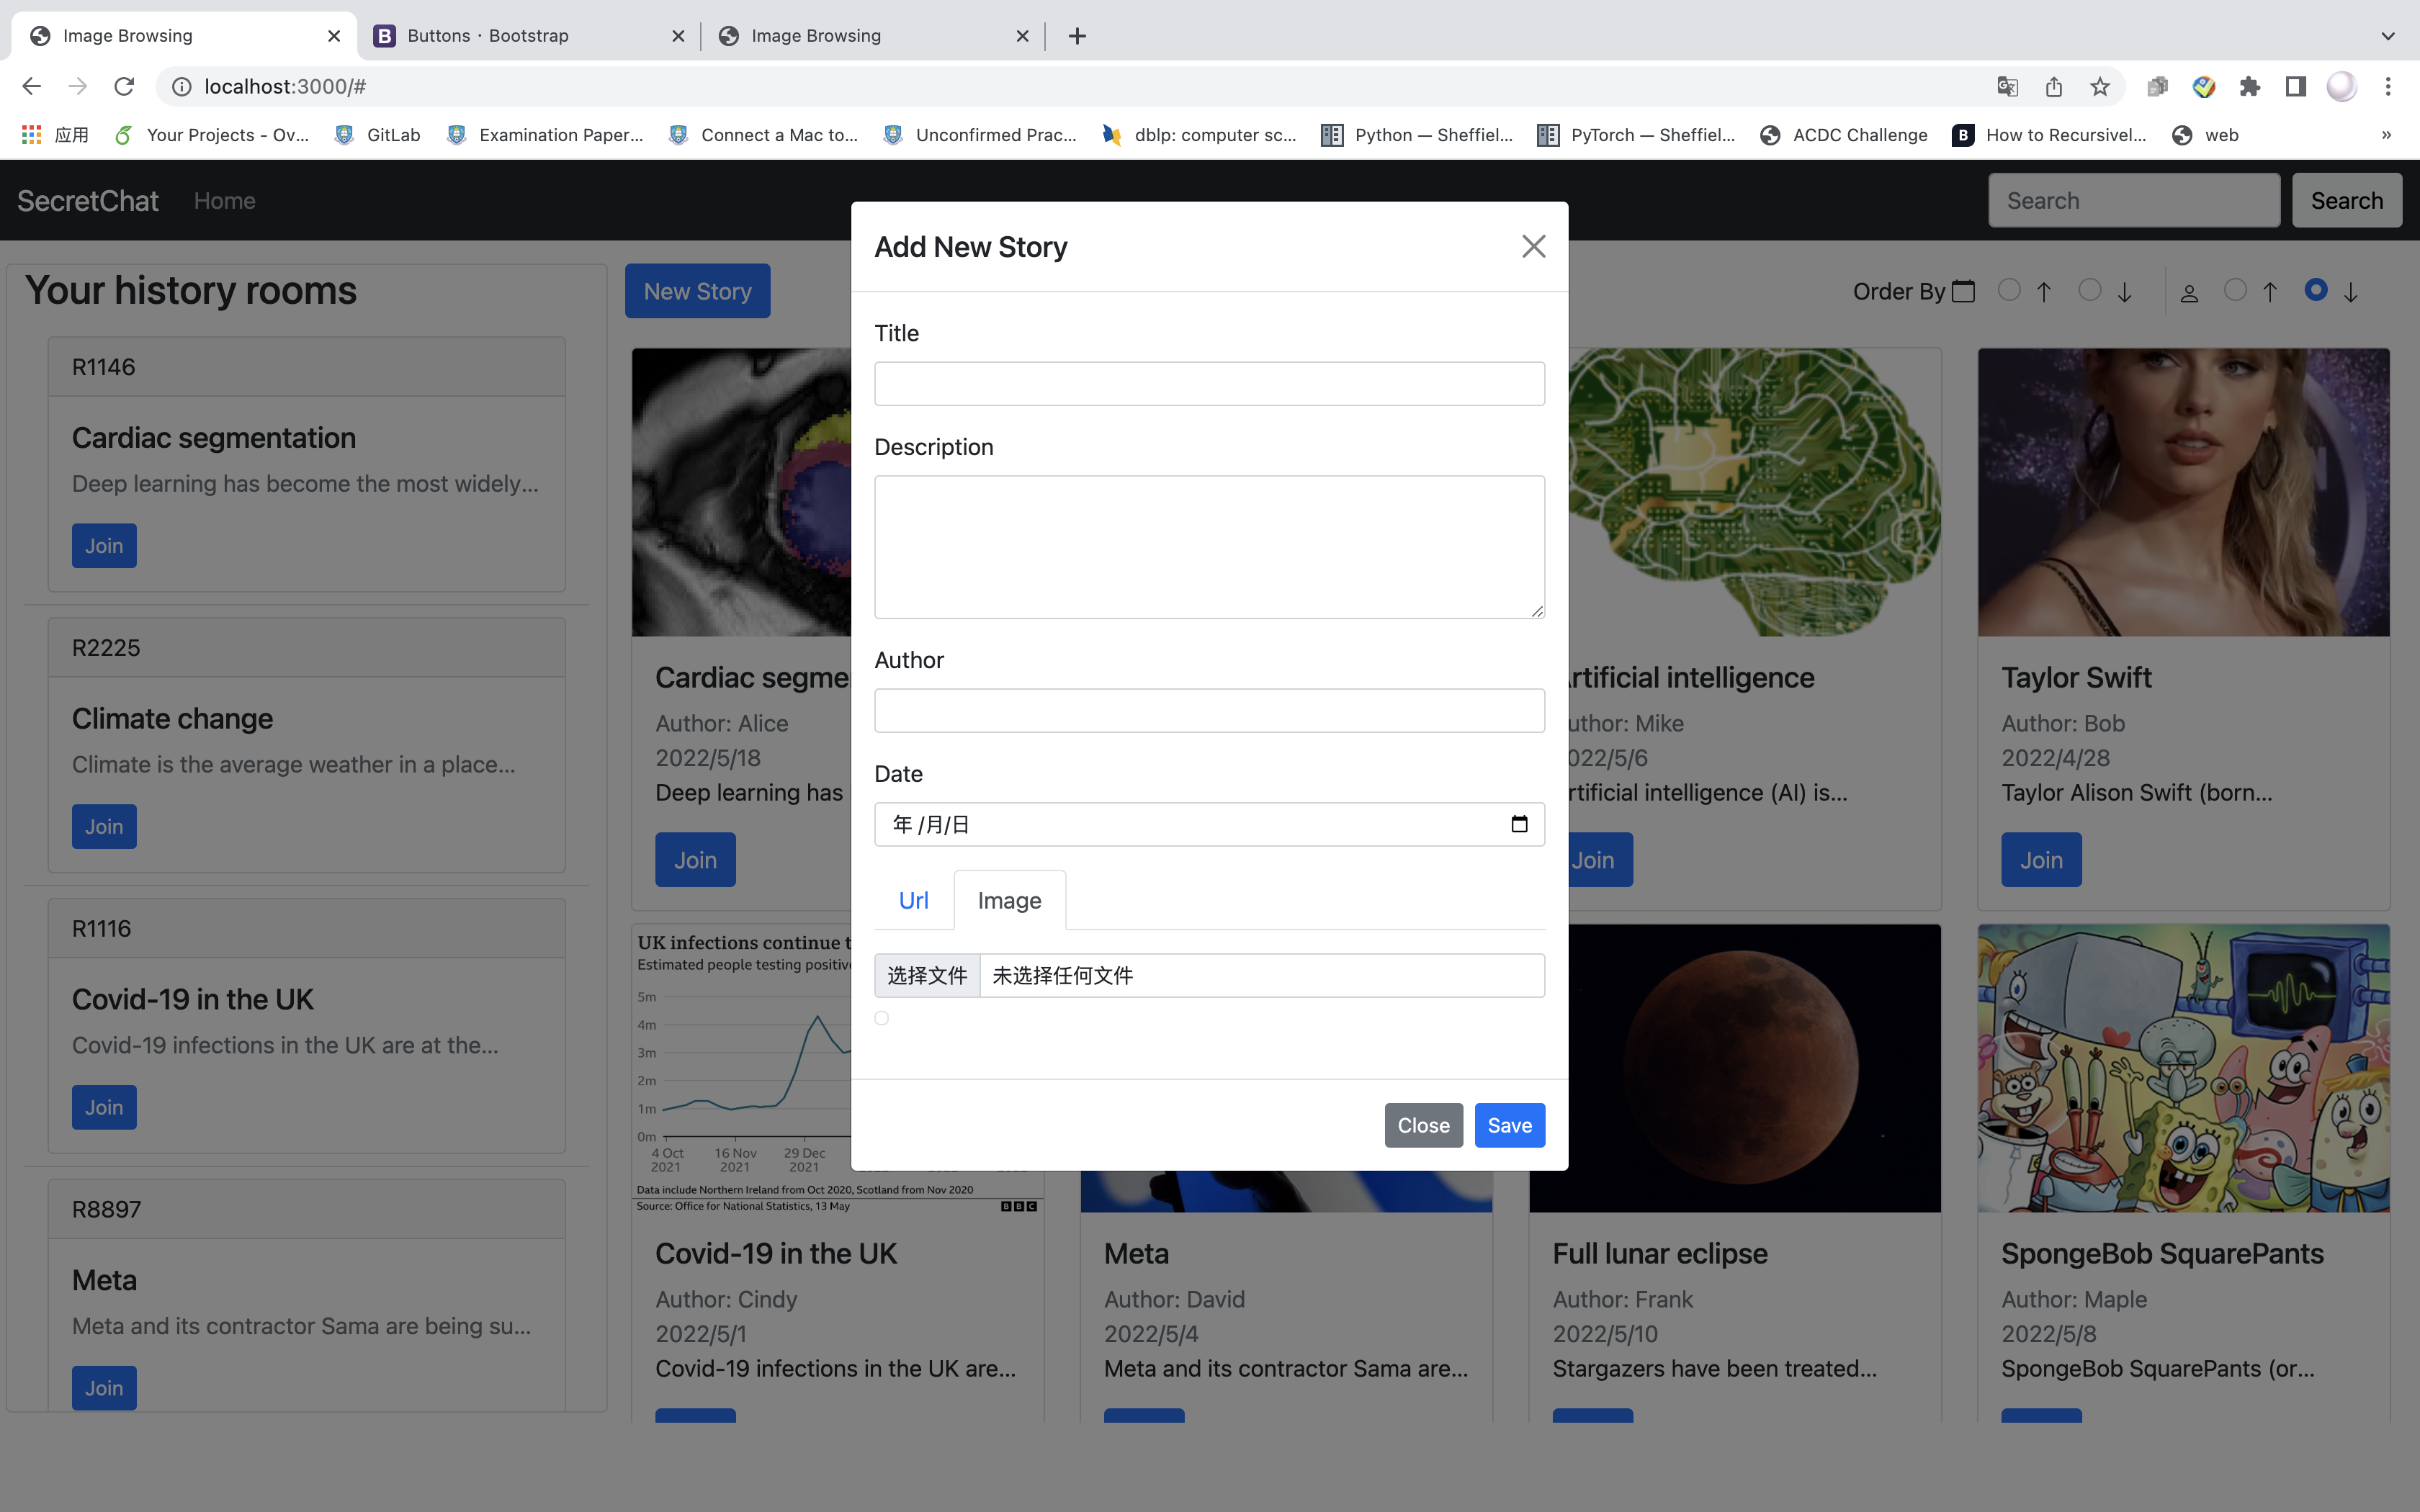 Image Browsing
Buttons · Bootstrap
Image Browsing
localhost:3000/#
应用
Your Projects - Ov...
GitLab
Examination Paper...
Connect a Mac to...
Unconfirmed Prac...
dblp: computer sc...
Python — Sheffiel...
PyTorch — Sheffiel...
ACDC Challenge
How to Recursivel...
web
»
SecretChat
Home
Search
Search
Your history rooms
R1146
Cardiac segmentation
Deep learning has become the most widely...
Join
R2225
Climate change
Climate is the average weather in a place...
Join
R1116
Covid-19 in the UK
Covid-19 infections in the UK are at the...
Join
R8897
Meta
Meta and its contractor Sama are being su...
Join
New Story
Order By
Cardiac segme
Author: Alice
2022/5/18
Deep learning has
Join
Add New Story
Title
Description
Author
Date
年 /月/日
Url
Image
选择文件
未选择任何文件
Close
Save
rtificial intelligence
uthor: Mike
022/5/6
rtificial intelligence (AI) is...
Join
Taylor Swift
Author: Bob
2022/4/28
Taylor Alison Swift (born...
Join
UK infections continue t
Estimated people testing positive
5m
4m
3m
2m
1m
0m
4 Oct
2021
16 Nov
2021
29 Dec
2021
Data include Northern Ireland from Oct 2020, Scotland from Nov 2020
Source: Office for National Statistics, 13 May
BBC
Covid-19 in the UK
Author: Cindy
2022/5/1
Covid-19 infections in the UK are...
Meta
Author: David
2022/5/4
Meta and its contractor Sama are...
Full lunar eclipse
Author: Frank
2022/5/10
Stargazers have been treated...
SpongeBob SquarePants
Author: Maple
2022/5/8
SpongeBob SquarePants (or...